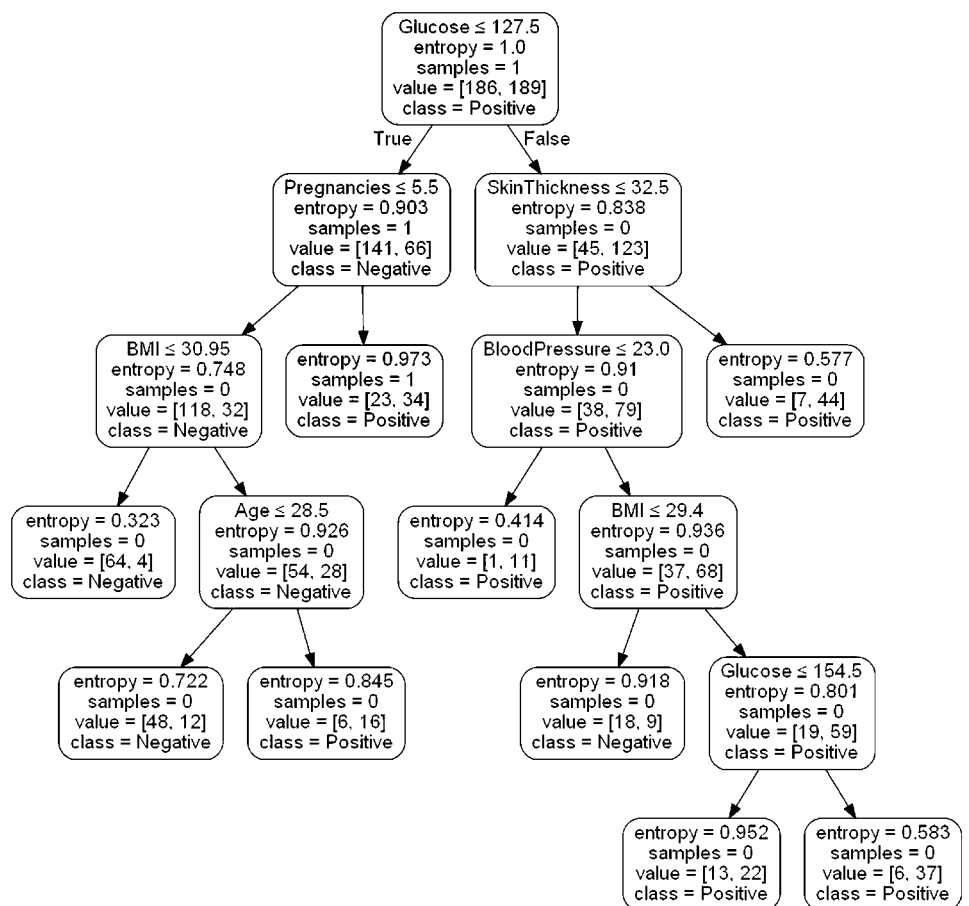 Glucose ≤ 127.5
entropy = 1.0
samples = 1
value = [186, 189]
class = Positive
True
False
Pregnancies ≤ 5.5
entropy = 0.903
samples = 1
value = [141, 66]
class = Negative
SkinThickness ≤ 32.5
entropy = 0.838
samples = 0
value = [45, 123]
class = Positive
BMI ≤ 30.95
entropy = 0.748
samples = 0
value = [118, 32]
class = Negative
entropy = 0.973
samples = 1
value = [23, 34]
class = Positive
BloodPressure ≤ 23.0
entropy = 0.91
samples = 0
value = [38, 79]
class = Positive
entropy = 0.577
samples = 0
value = [7, 44]
class = Positive
entropy = 0.323
samples = 0
value = [64, 4]
class = Negative
Age ≤ 28.5
entropy = 0.926
samples = 0
value = [54, 28]
class = Negative
entropy = 0.414
samples = 0
value = [1, 11]
class = Positive
BMI ≤ 29.4
entropy = 0.936
samples = 0
value = [37, 68]
class = Positive
entropy = 0.722
samples = 0
value = [48, 12]
class = Negative
entropy = 0.845
samples = 0
value = [6, 16]
class = Positive
entropy = 0.918
samples = 0
value = [18, 9]
class = Negative
Glucose ≤ 154.5
entropy = 0.801
samples = 0
value = [19, 59]
class = Positive
entropy = 0.952
samples = 0
value = [13, 22]
class = Positive
entropy = 0.583
samples = 0
value = [6, 37]
class = Positive